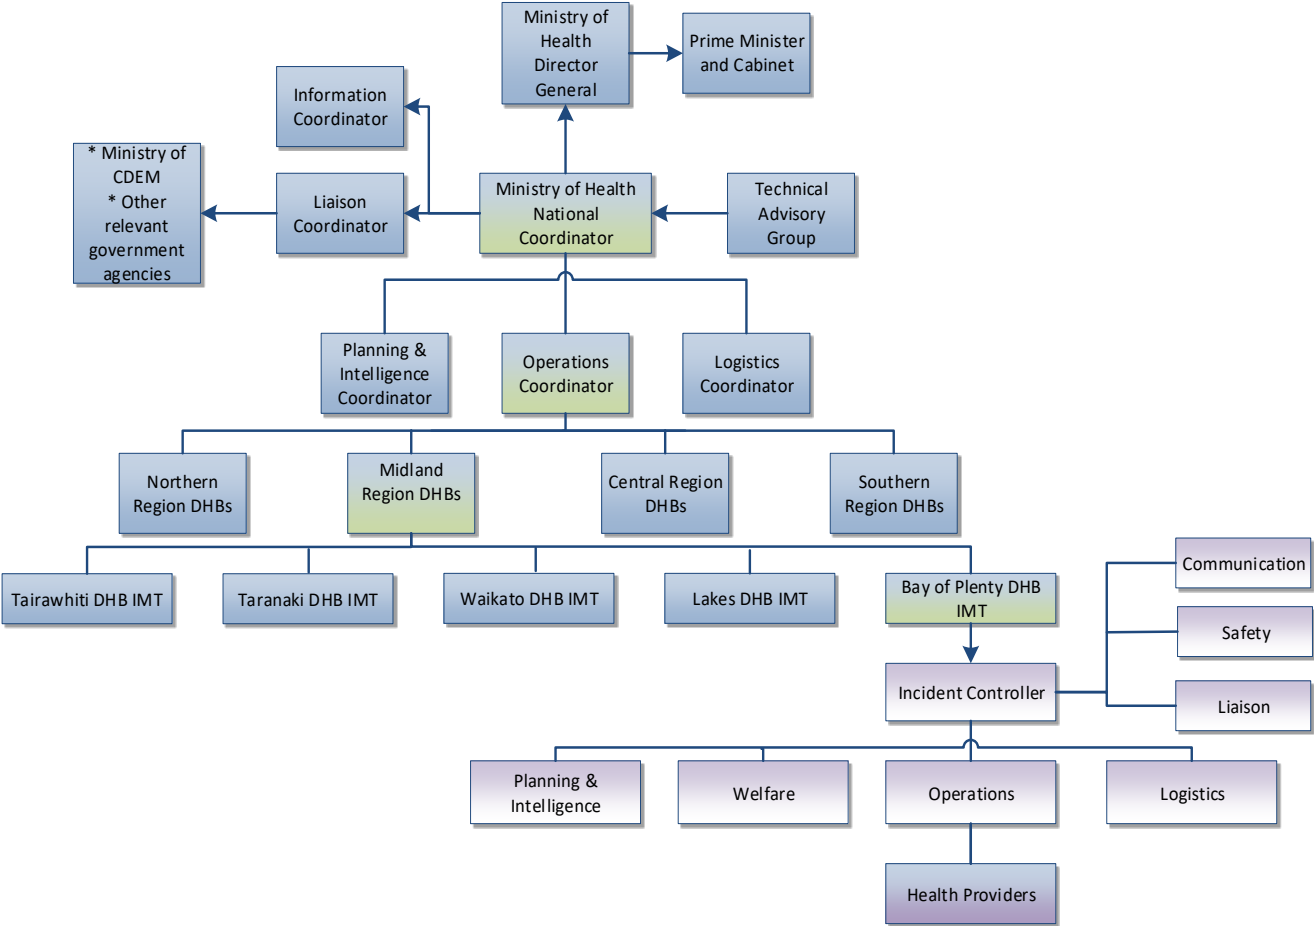 Ministry of
Health
Director
General
Prime Minister
and Cabinet
Information
Coordinator
* Ministry of
CDEM
* Other
relevant
government
agencies
Liaison
Coordinator
Ministry of Health
National
Coordinator
Technical
Advisory
Group
Planning &
Intelligence
Coordinator
Operations
Coordinator
Logistics
Coordinator
Northern
Region DHBs
Midland
Region DHBs
Central Region
DHBs
Southern
Region DHBs
Tairawhiti DHB IMT
Taranaki DHB IMT
Waikato DHB IMT
Lakes DHB IMT
Bay of Plenty DHB
IMT
Communication
Safety
Liaison
Incident Controller
Planning &
Intelligence
Welfare
Operations
Logistics
Health Providers